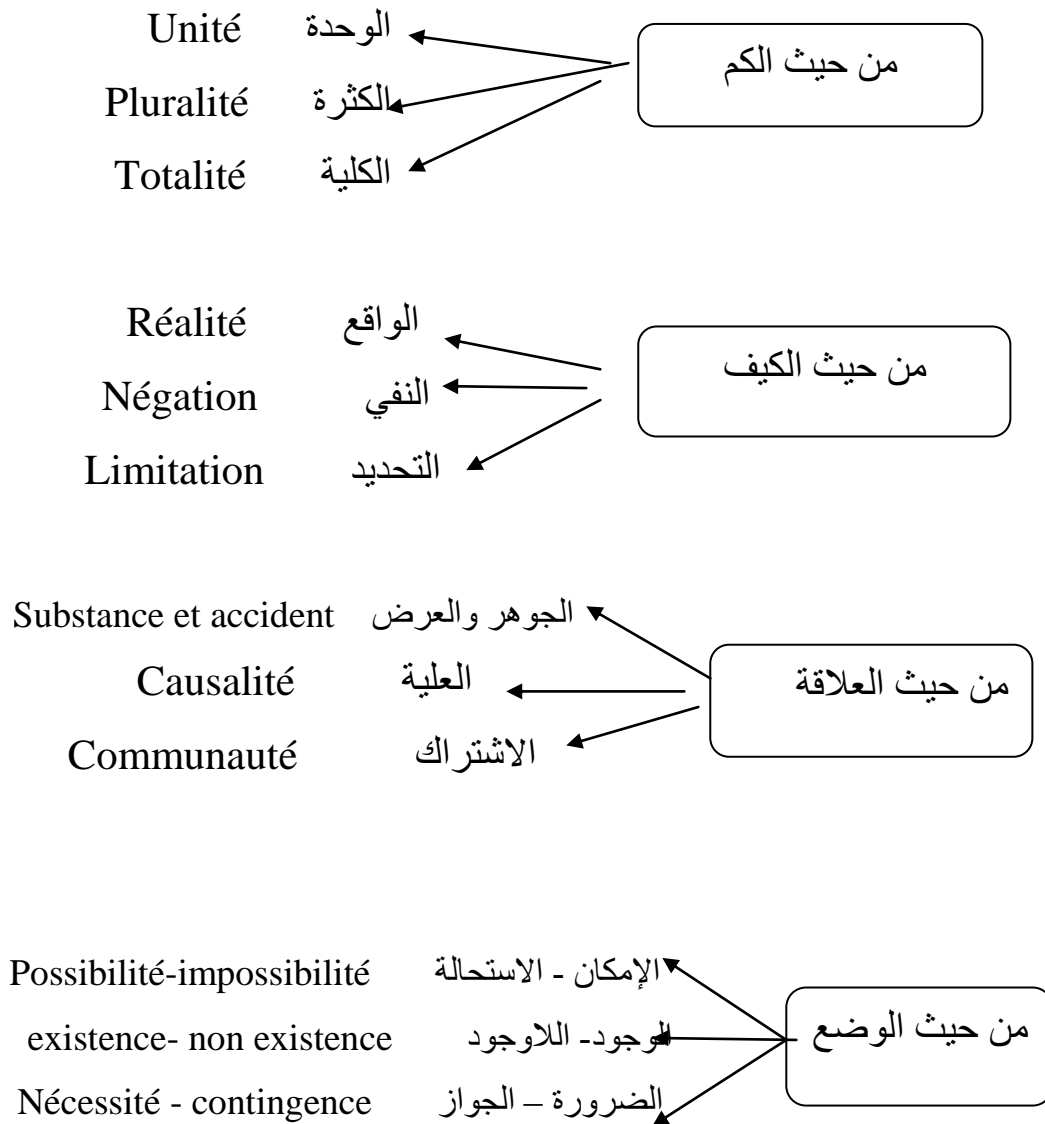 من حيث الكم
الوحدة Unité
الكثرة Pluralité
الكلية Totalité
من حيث الكيف
الواقع Réalité
النفي Négation
التحديد Limitation
من حيث العلاقة
الجوهر والعرض Substance et accident
العلية Causalité
الاشتراك Communauté
من حيث الوضع
الإمكان - الاستحالة Possibilité-impossibilité
الوجود- اللاوجود existence- non existence
الضرورة – الجواز Nécessité - contingence